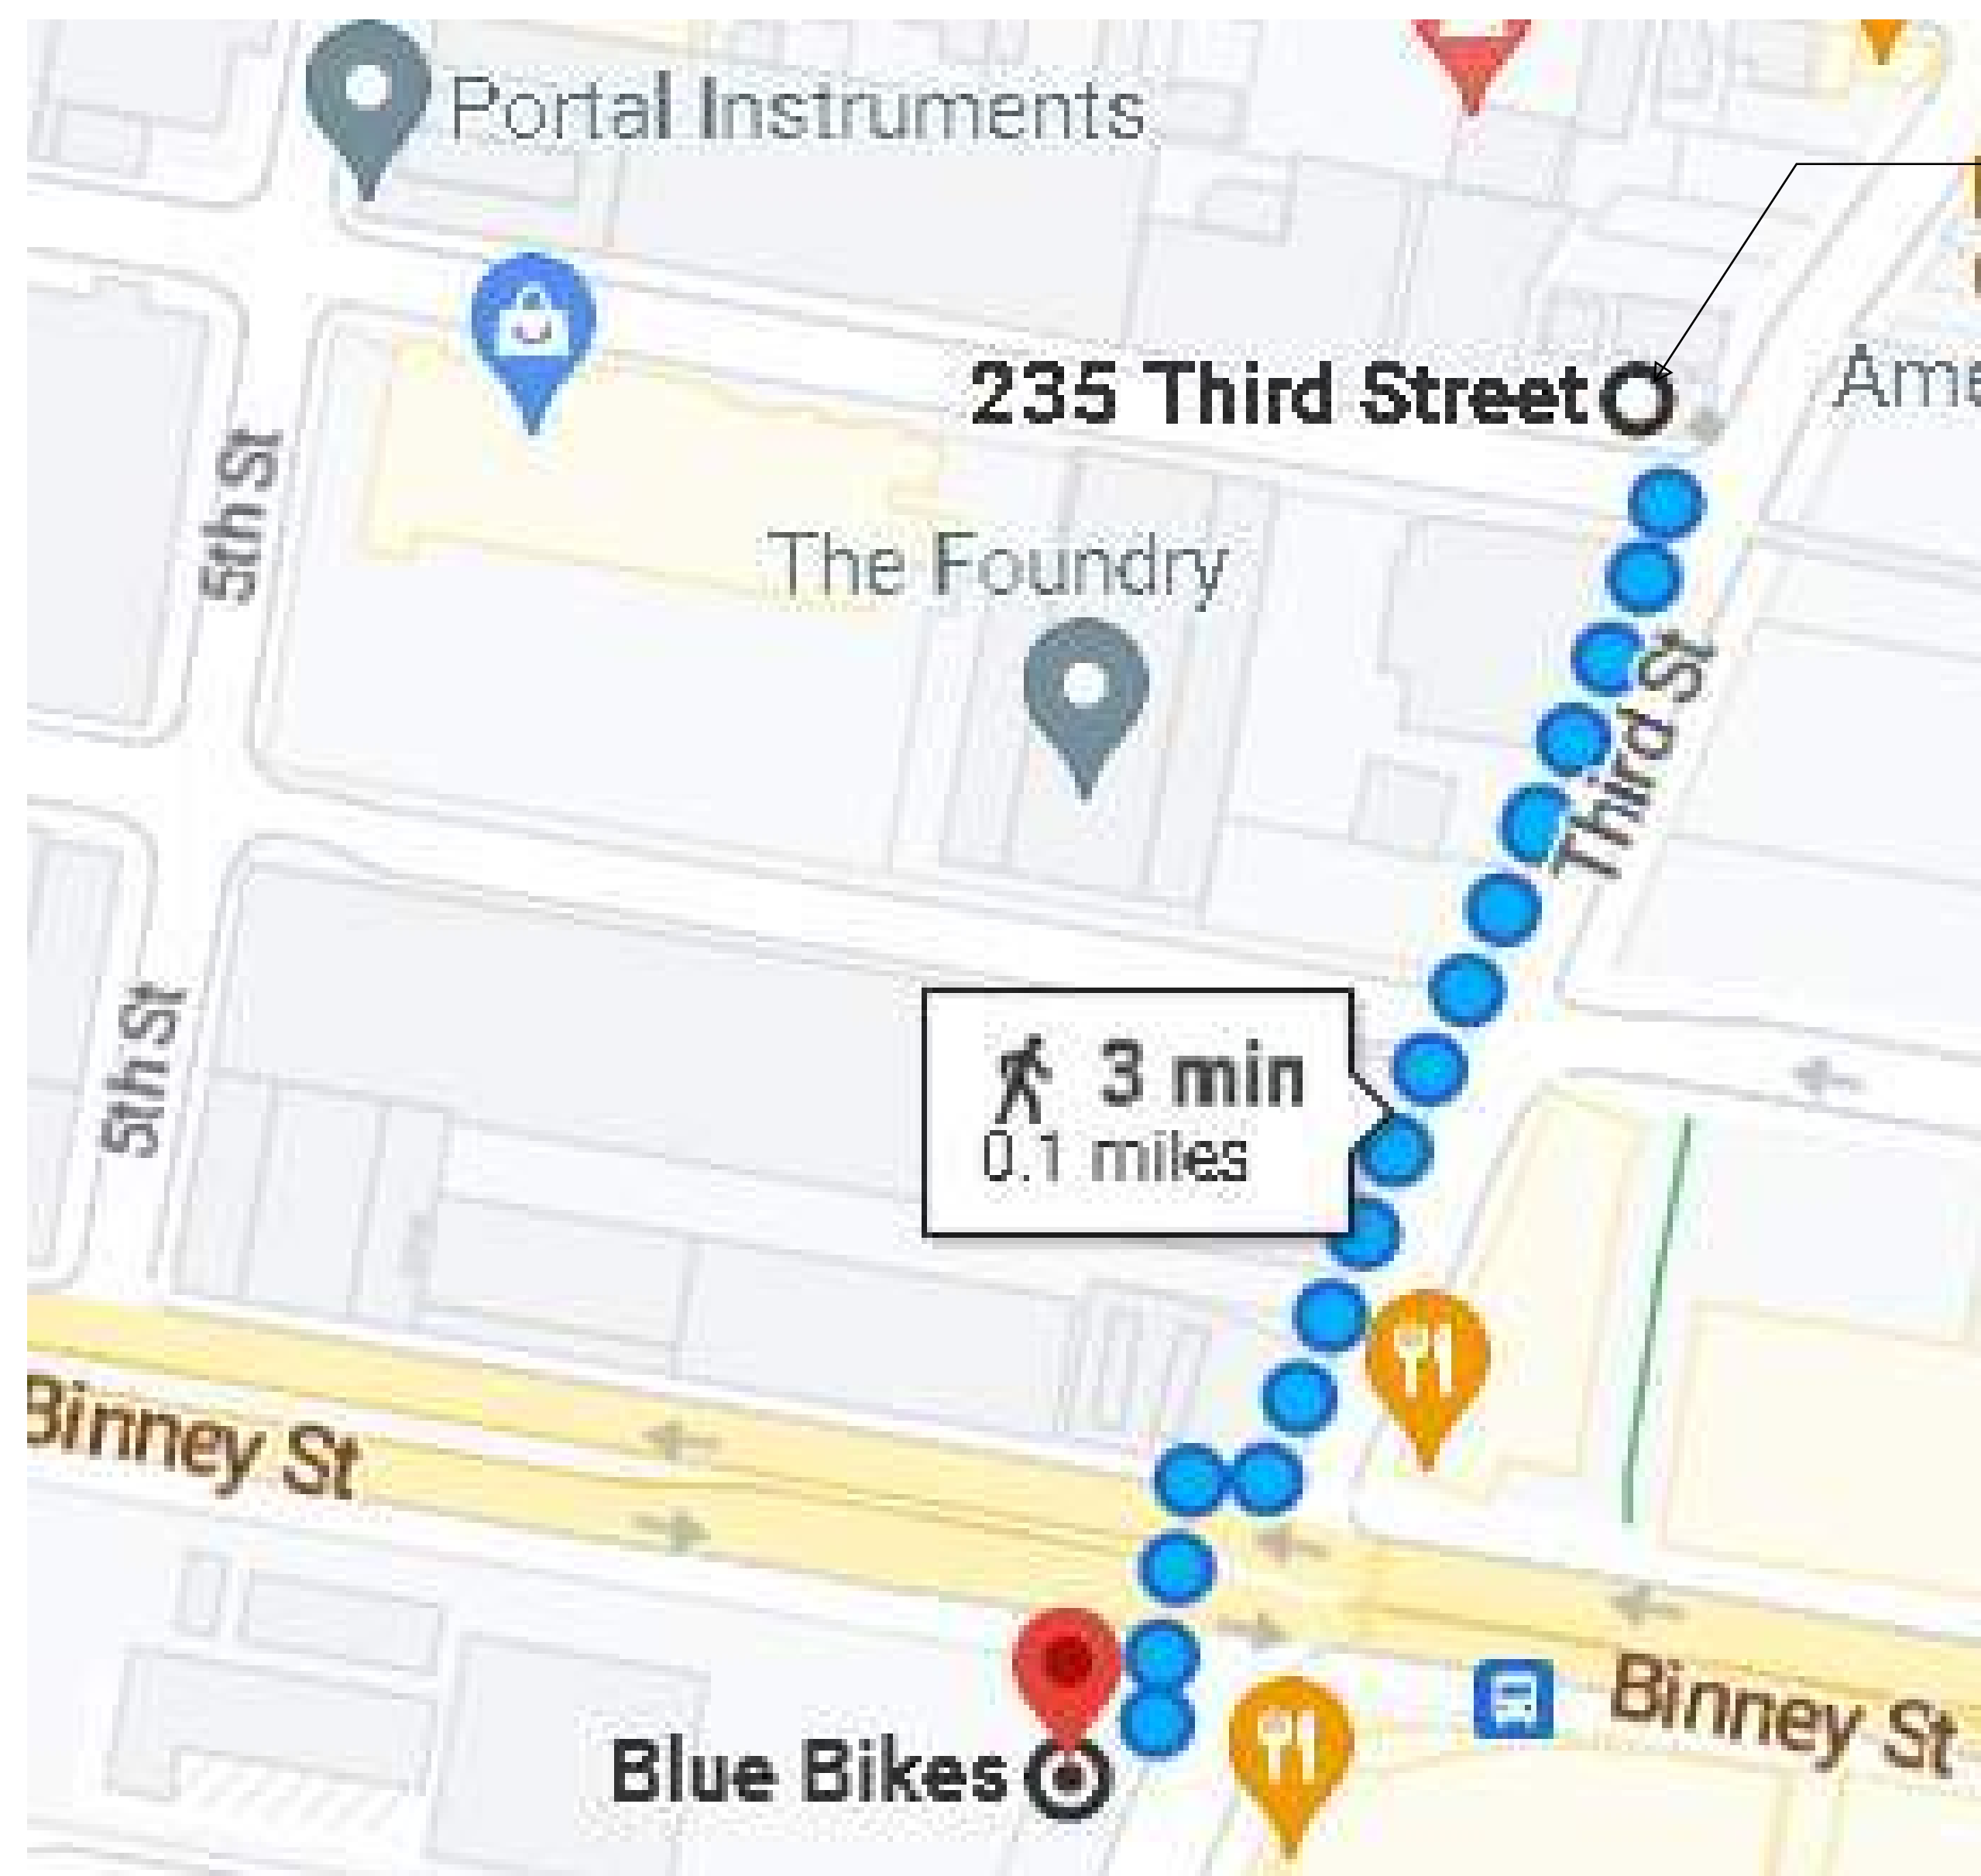 Portal Instruments
235 Third Street
Ame
5th St
The Foundry
Third St
5th St
3 min
0.1 miles
Binney St
Binney St
Blue Bikes